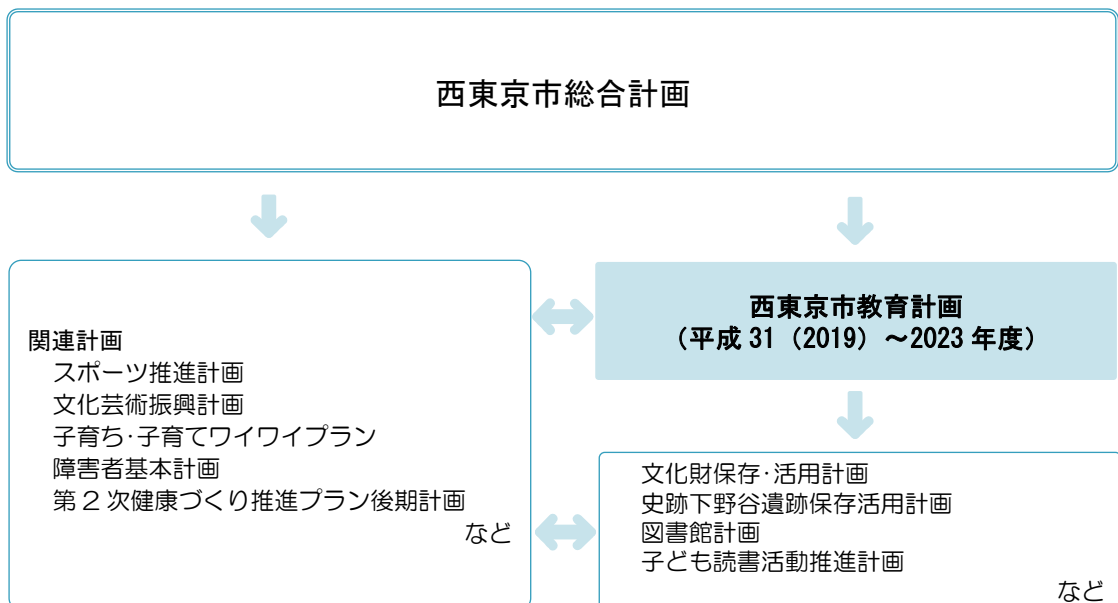 西東京市総合計画
関連計画
スポーツ推進計画
文化芸術振興計画
子育ち・子育てワイワイプラン
障害者基本計画
第2次健康づくり推進プラン後期計画
など
西東京市教育計画
（平成 31（2019）～2023 年度）
文化財保存・活用計画
史跡下野谷遺跡保存活用計画
図書館計画
子ども読書活動推進計画
など